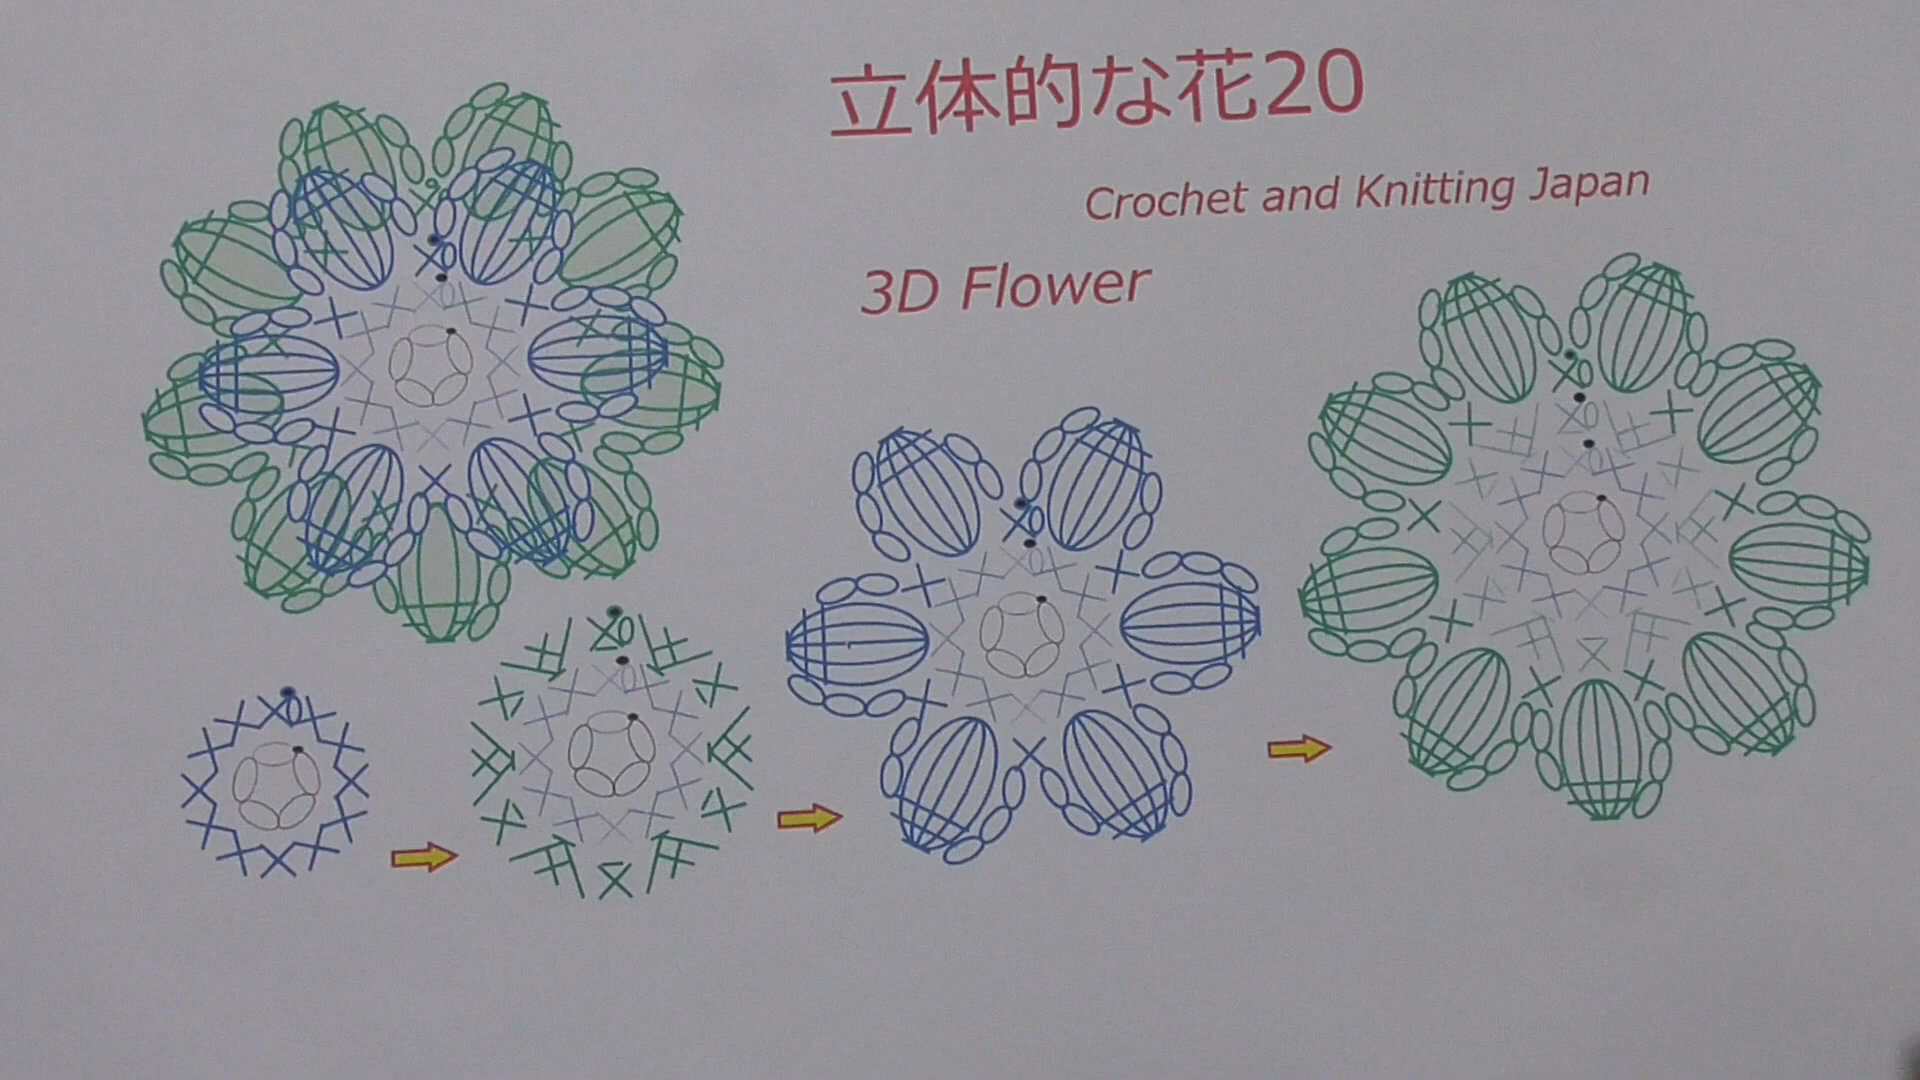 立体的な花20
Crochet and Knitting Japan
3D Flower